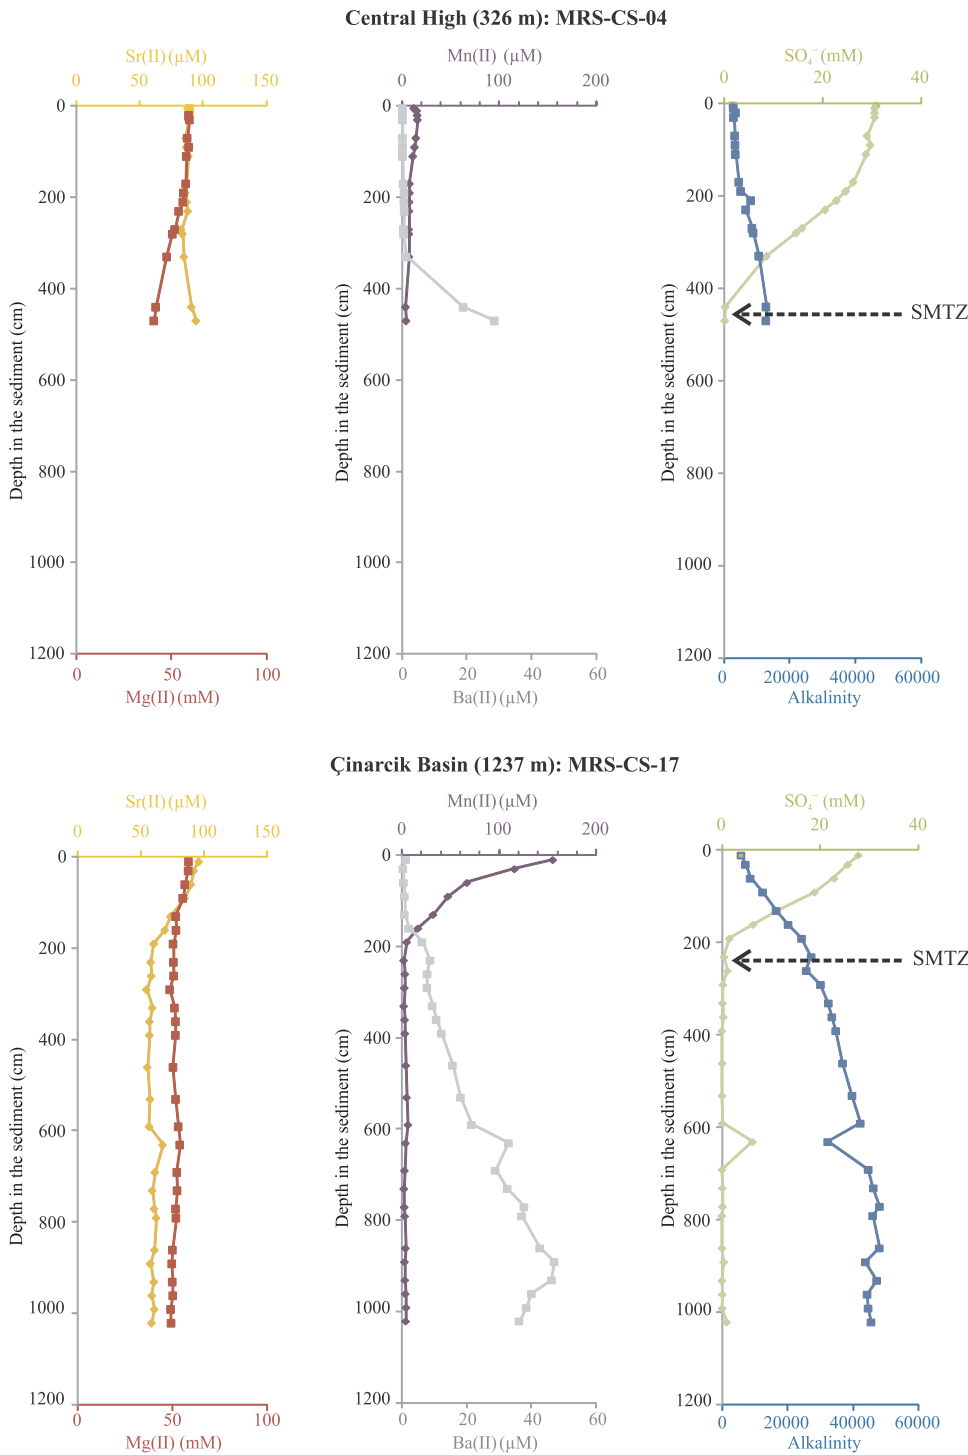 Central High (326 m): MRS-CS-04
Sr(II) (µM)
0 50 100 150
0
200
400
600
800
1000
1200
Depth in the sediment (cm)
0 50 100
Mg(II) (mM)
Mn(II) (µM)
0 100 200
0
200
400
600
800
1000
1200
Depth in the sediment (cm)
0 20 40 60
Ba(II) (µM)
SO₄⁻ (mM)
0 20 40
0
200
400
600
800
1000
1200
Depth in the sediment (cm)
SMTZ
0 20000 40000 60000
Alkalinity
Çinarcik Basin (1237 m): MRS-CS-17
Sr(II) (µM)
0 50 100 150
0
200
400
600
800
1000
1200
Depth in the sediment (cm)
0 50 100
Mg(II) (mM)
Mn(II) (µM)
0 100 200
0
200
400
600
800
1000
1200
Depth in the sediment (cm)
0 20 40 60
Ba(II) (µM)
SO₄⁻ (mM)
0 20 40
0
200
400
600
800
1000
1200
Depth in the sediment (cm)
SMTZ
0 20000 40000 60000
Alkalinity